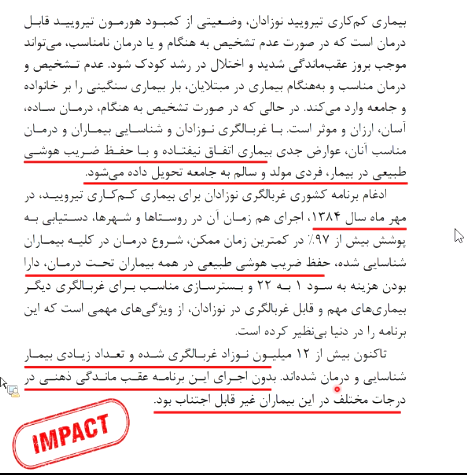 بیماری کم‌کاری تیرویید نوزادان، وضعیتی از کمبود هورمون تیرویید قابل
درمان است که در صورت عدم تشخیص به هنگام و یا درمان نامناسب، می‌تواند
موجب بروز عقب‌ماندگی شدید و اختلال در رشد کودک شود. عدم تشخیص و
درمان مناسب و به‌هنگام بیماری در مبتلایان، بار بیماری سنگینی را بر خانواده
و جامعه وارد می‌کند. در حالی که در صورت تشخیص به هنگام، درمان ساده،
آسان، ارزان و موثر است. با غربالگری نوزادان و شناسایی بیماران و درمان
مناسب آنان، عوارض جدی بیماری اتفاق نیفتاده و با حفظ ضریب هوشی
طبیعی در بیمار، فردی مولد و سالم به جامعه تحویل داده می‌شود.
ادغام برنامه کشوری غربالگری نوزادان برای بیماری کم‌کاری تیرویید، در
مهر ماه سال ۱۳۸۴، اجرای هم زمان آن در روستاها و شهرها، دستیابی به
پوشش بیش از ۹۷٪ در کمترین زمان ممکن، شروع درمان در کلیه بیماران
شناسایی شده، حفظ ضریب هوشی طبیعی در همه بیماران تحت درمان، دارا
بودن هزینه به سود ۱ به ۲۲ و بسترسازی مناسب برای غربالگری دیگر
بیماری‌های مهم و قابل غربالگری در نوزادان، از ویژگی‌های مهمی است که این
برنامه را در دنیا بی‌نظیر کرده است.
تاکنون بیش از ۱۲ میلیون نوزاد غربالگری شده و تعداد زیادی بیمار
شناسایی و درمان شده‌اند. بدون اجرای این برنامه عقب ماندگی ذهنی در
درجات مختلف در این بیماران غیر قابل اجتناب بود.
IMPACT